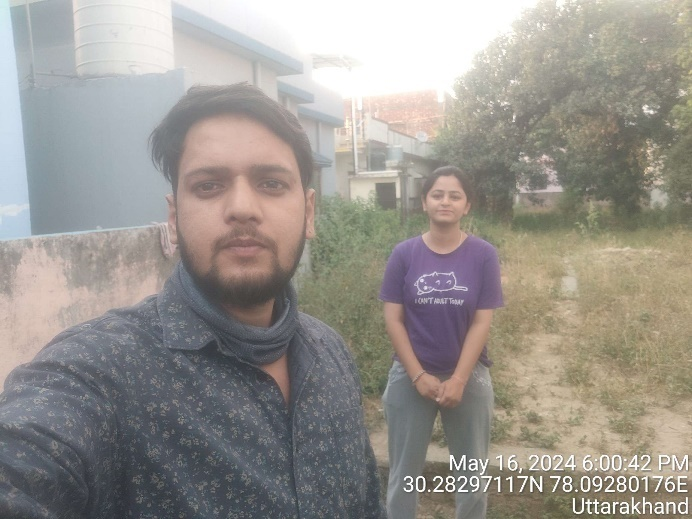 I CAN'T ADULT TODAY
May 16, 2024 6:00:42 PM
30.28297117N 78.09280176E
Uttarakhand